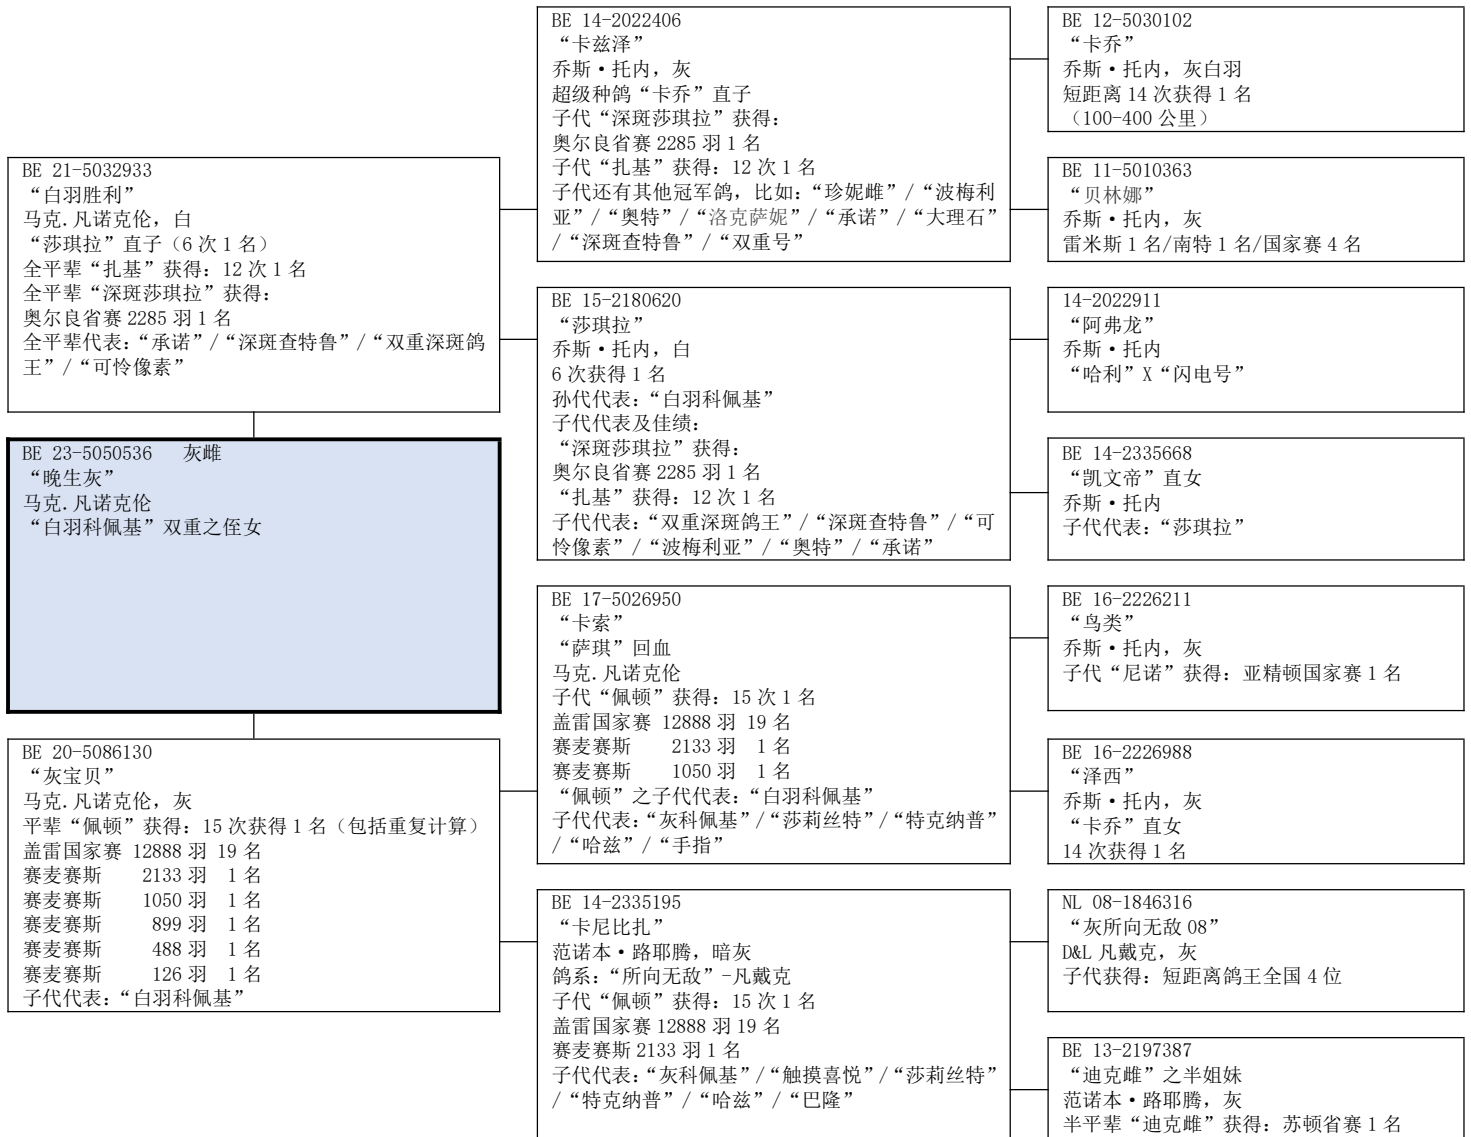 BE 21-5032933
“白羽胜利”
马克.凡诺克伦，白
“莎琪拉”直子（6 次 1 名）
全平辈“扎基”获得：12 次 1 名
全平辈“深斑莎琪拉”获得：
奥尔良省赛 2285 羽 1 名
全平辈代表：“承诺”/“深斑查特鲁”/“双重深斑鸽
王”/“可怜像素”
BE 23-5050536 灰雌
“晚生灰”
马克.凡诺克伦
“白羽科佩基”双重之侄女
BE 20-5086130
“灰宝贝”
马克.凡诺克伦，灰
平辈“佩顿”获得：15 次获得 1 名（包括重复计算）
盖雷国家赛 12888 羽 19 名
赛麦赛斯 2133 羽 1 名
赛麦赛斯 1050 羽 1 名
赛麦赛斯 899 羽 1 名
赛麦赛斯 488 羽 1 名
赛麦赛斯 126 羽 1 名
子代代表：“白羽科佩基”
BE 14-2022406
“卡兹泽”
乔斯·托内，灰
超级种鸽“卡乔”直子
子代“深斑莎琪拉”获得：
奥尔良省赛 2285 羽 1 名
子代“扎基”获得：12 次 1 名
子代还有其他冠军鸽，比如：“珍妮雌”/“波梅利
亚”/“奥特”/“洛克萨妮”/“承诺”/“大理石”
/“深斑查特鲁”/“双重号”
BE 15-2180620
“莎琪拉”
乔斯·托内，白
6 次获得 1 名
孙代代表：“白羽科佩基”
子代代表及佳绩：
“深斑莎琪拉”获得：
奥尔良省赛 2285 羽 1 名
“扎基”获得：12 次 1 名
子代代表：“双重深斑鸽王”/“深斑查特鲁”/“可
怜像素”/“波梅利亚”/“奥特”/“承诺”
BE 17-5026950
“卡索”
“萨琪”回血
马克.凡诺克伦
子代“佩顿”获得：15 次 1 名
盖雷国家赛 12888 羽 19 名
赛麦赛斯 2133 羽 1 名
赛麦赛斯 1050 羽 1 名
“佩顿”之子代代表：“白羽科佩基”
子代代表：“灰科佩基”/“莎莉丝特”/“特克纳普”
/“哈兹”/“手指”
BE 14-2335195
“卡尼比扎”
范诺本·路耶腾，暗灰
鸽系：“所向无敌”-凡戴克
子代“佩顿”获得：15 次 1 名
盖雷国家赛 12888 羽 19 名
赛麦赛斯 2133 羽 1 名
子代代表：“灰科佩基”/“触摸喜悦”/“莎莉丝特”
/“特克纳普”/“哈兹”/“巴隆”
BE 12-5030102
“卡乔”
乔斯·托内，灰白羽
短距离 14 次获得 1 名
（100-400 公里）
BE 11-5010363
“贝林娜”
乔斯·托内，灰
雷米斯 1 名/南特 1 名/国家赛 4 名
14-2022911
“阿弗龙”
乔斯·托内
“哈利”X“闪电号”
BE 14-2335668
“凯文帝”直女
乔斯·托内
子代代表：“莎琪拉”
BE 16-2226211
“鸟类”
乔斯·托内，灰
子代“尼诺”获得：亚精顿国家赛 1 名
BE 16-2226988
“泽西”
乔斯·托内，灰
“卡乔”直女
14 次获得 1 名
NL 08-1846316
“灰所向无敌 08”
D&L 凡戴克，灰
子代获得：短距离鸽王全国 4 位
BE 13-2197387
“迪克雌”之半姐妹
范诺本·路耶腾，灰
半平辈“迪克雌”获得：苏顿省赛 1 名